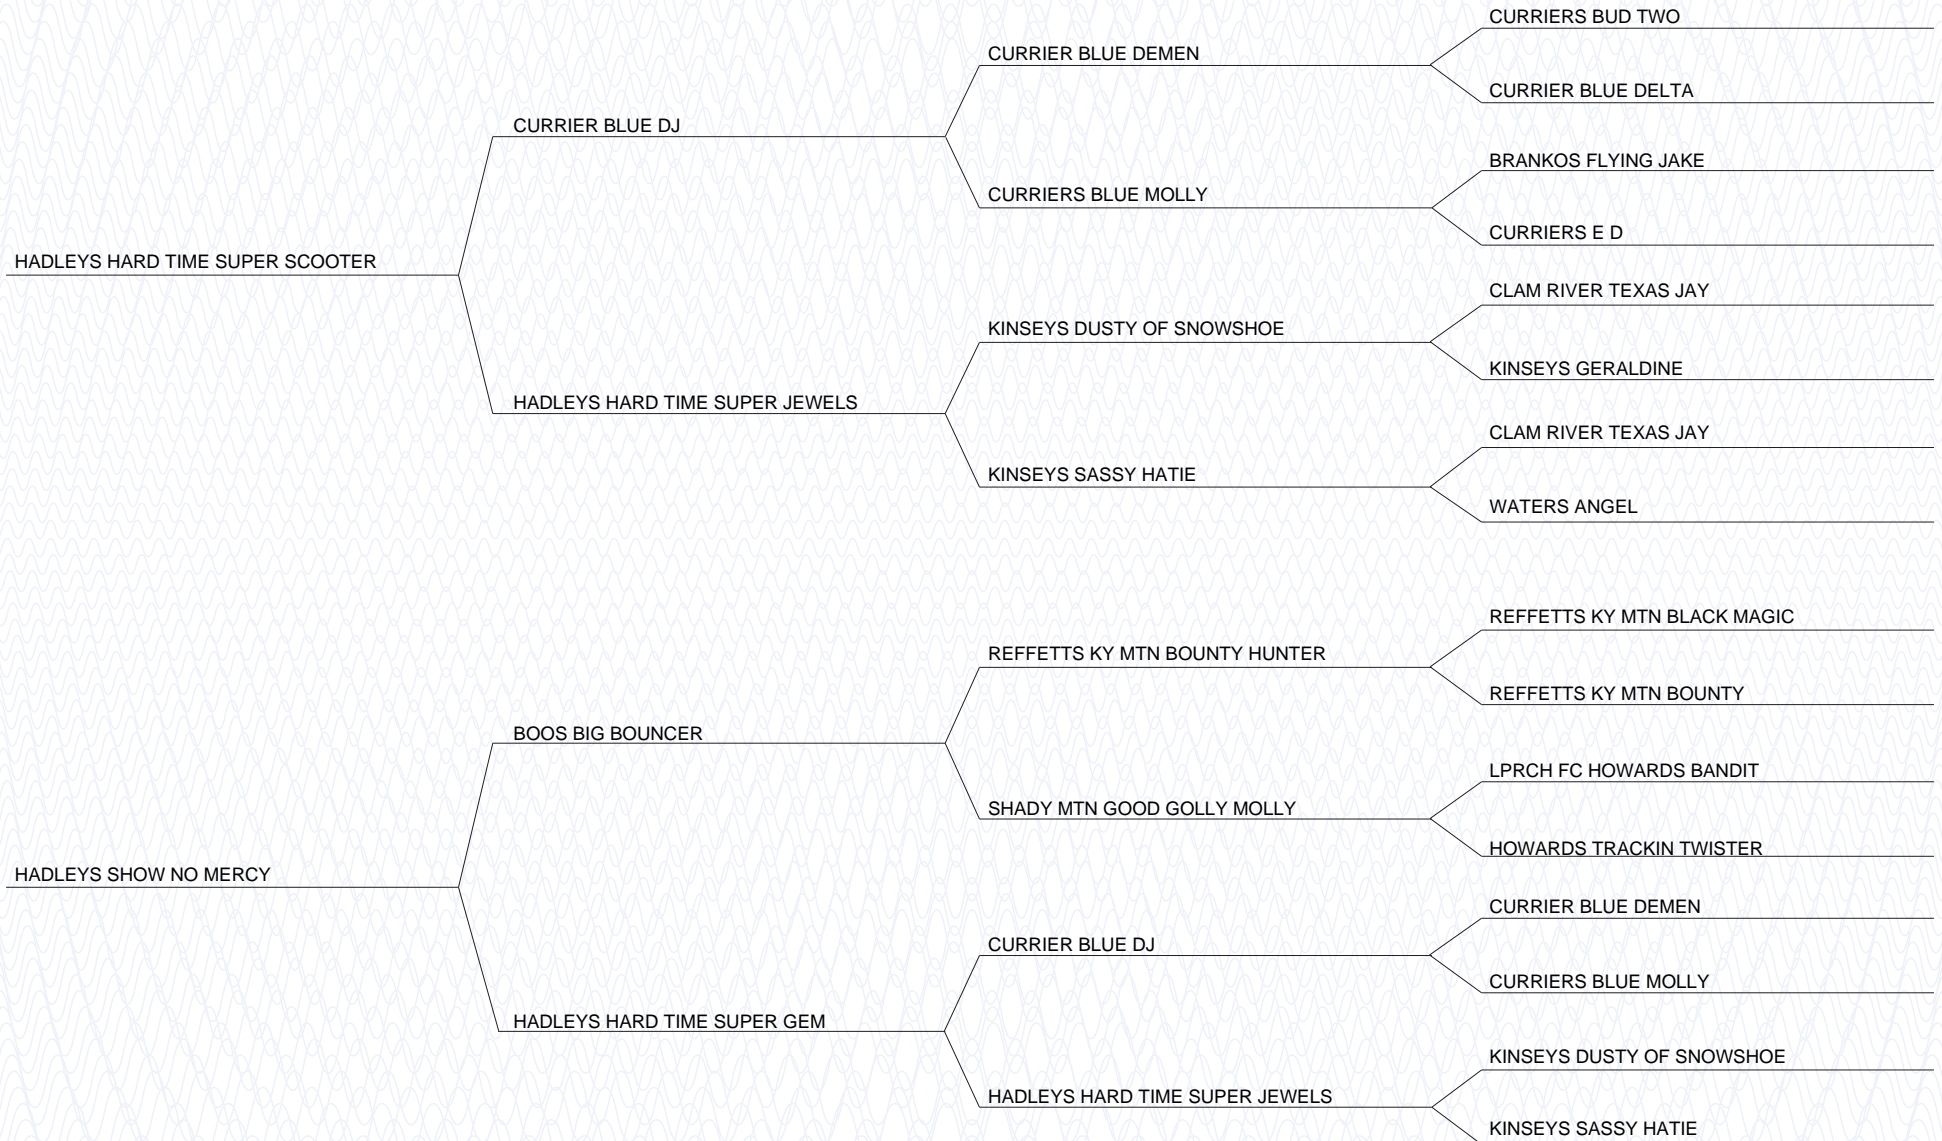 CURRIERS BUD TWO
CURRIER BLUE DEMEN
CURRIER BLUE DELTA
CURRIER BLUE DJ
BRANKOS FLYING JAKE
CURRIERS BLUE MOLLY
CURRIERS E D
HADLEYS HARD TIME SUPER SCOOTER
CLAM RIVER TEXAS JAY
KINSEYS DUSTY OF SNOWSHOE
KINSEYS GERALDINE
HADLEYS HARD TIME SUPER JEWELS
CLAM RIVER TEXAS JAY
KINSEYS SASSY HATIE
WATERS ANGEL
REFFETTS KY MTN BLACK MAGIC
REFFETTS KY MTN BOUNTY HUNTER
REFFETTS KY MTN BOUNTY
BOOS BIG BOUNCER
LPRCH FC HOWARDS BANDIT
SHADY MTN GOOD GOLLY MOLLY
HOWARDS TRACKIN TWISTER
HADLEYS SHOW NO MERCY
CURRIER BLUE DEMEN
CURRIER BLUE DJ
CURRIERS BLUE MOLLY
HADLEYS HARD TIME SUPER GEM
KINSEYS DUSTY OF SNOWSHOE
HADLEYS HARD TIME SUPER JEWELS
KINSEYS SASSY HATIE